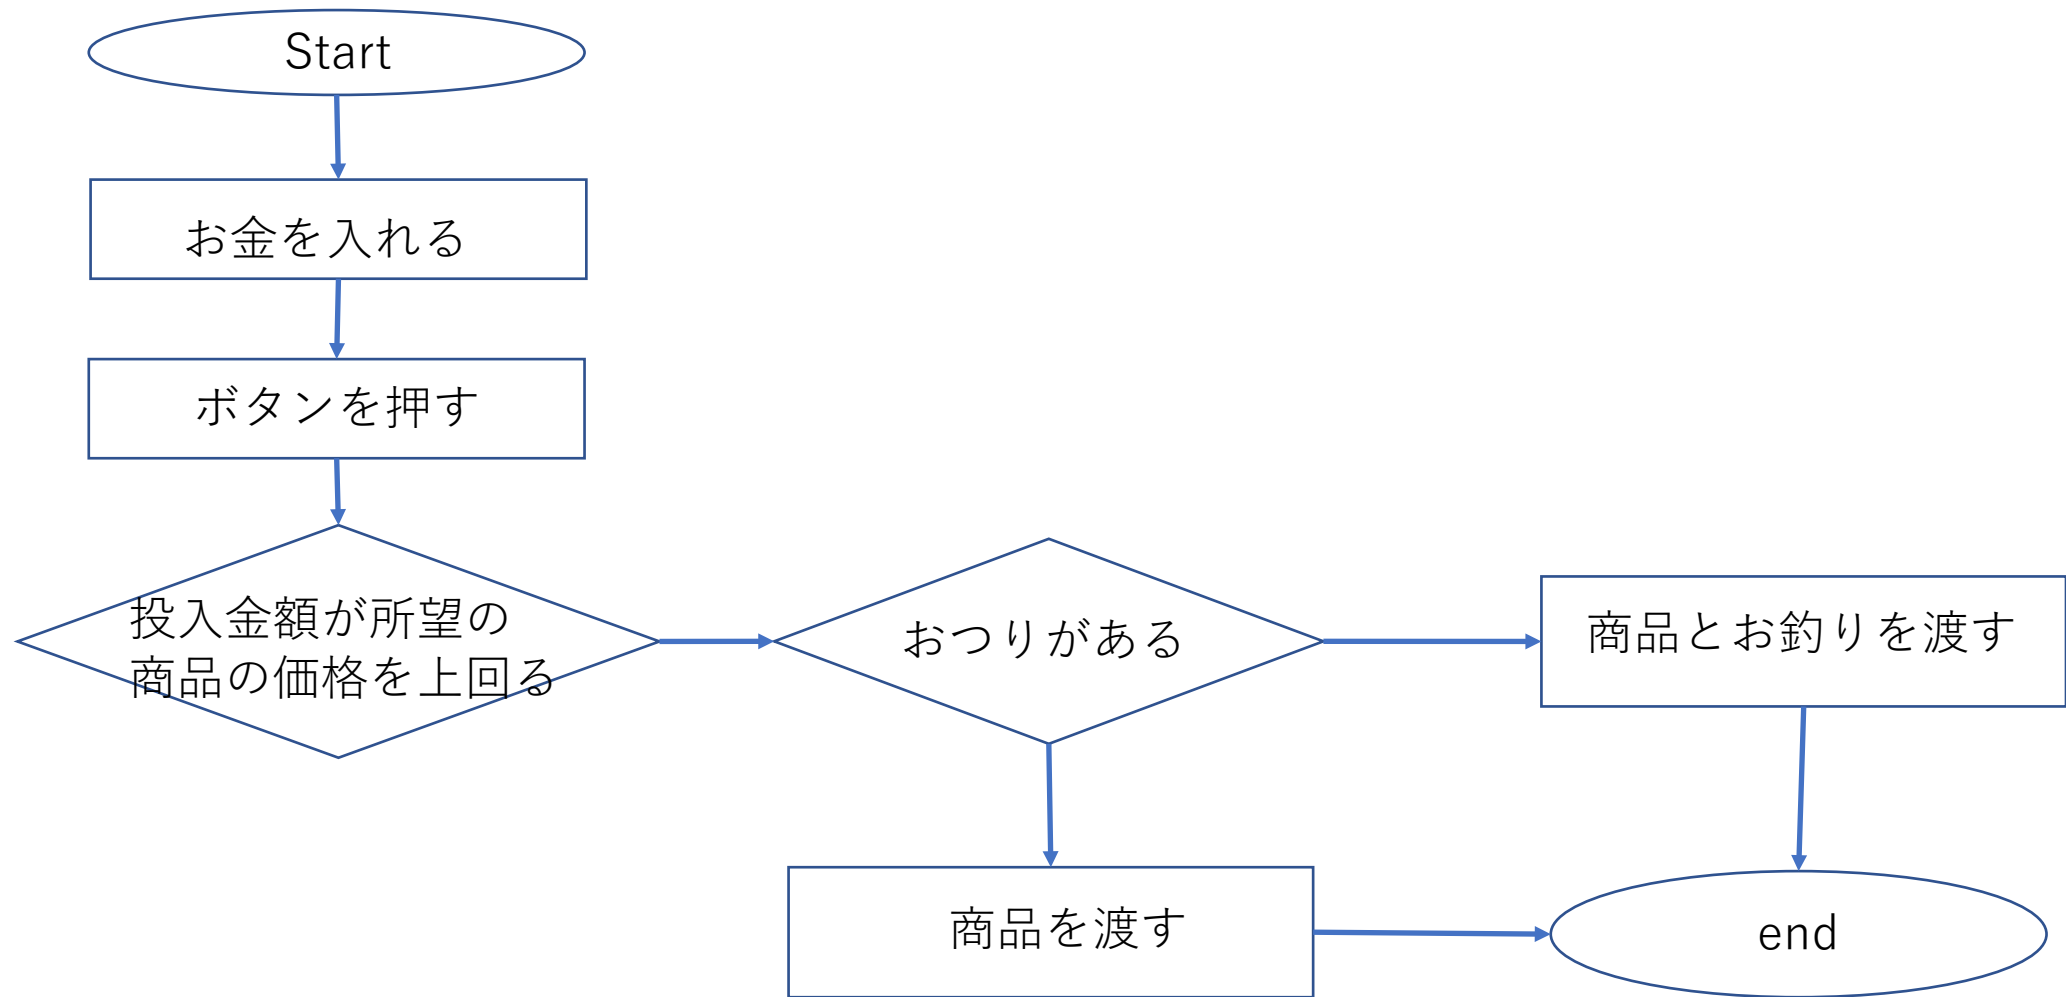 Start
お金を入れる
ボタンを押す
投入金額が所望の
商品の価格を上回る
おつりがある
商品とお釣りを渡す
商品を渡す
end